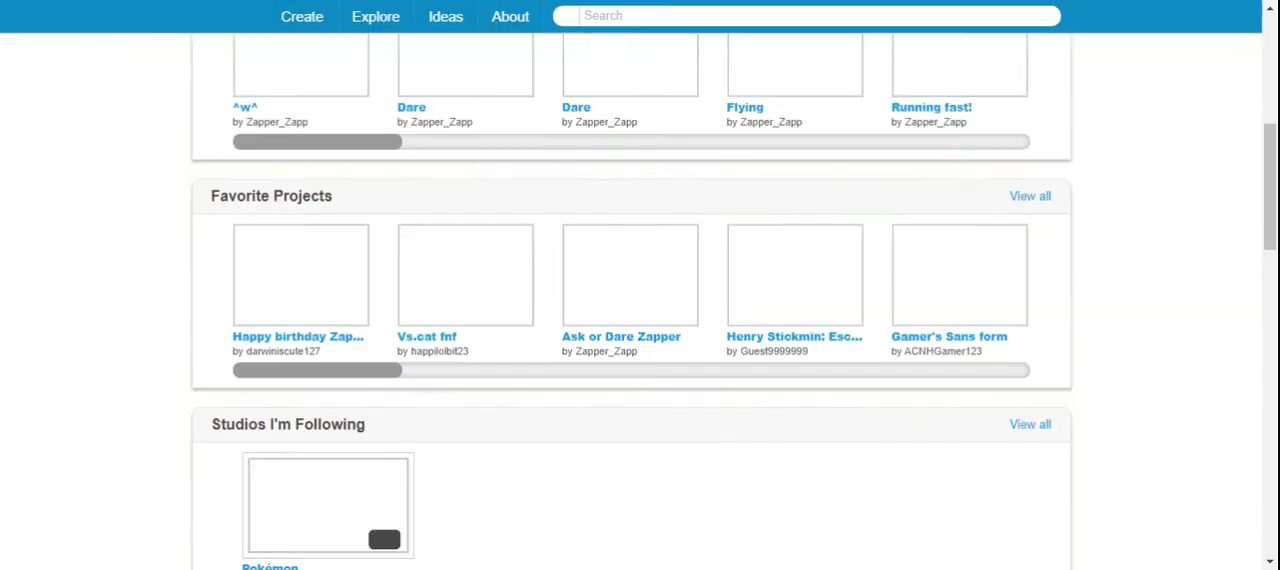 Create Explore Ideas About Search
^w^ Dare Dare Flying Running fast!
by Zapper_Zapp by Zapper_Zapp by Zapper_Zapp by Zapper_Zapp by Zapper_Zapp
Favorite Projects View all
Happy birthday Zap... Vs.cat fnf Ask or Dare Zapper Henry Stickmin: Esc... Gamer's Sans form
by darwiniscute127 by happilolbit23 by Zapper_Zapp by Guest9999999 by ACNHGamer123
Studios I'm Following View all
Pokémon